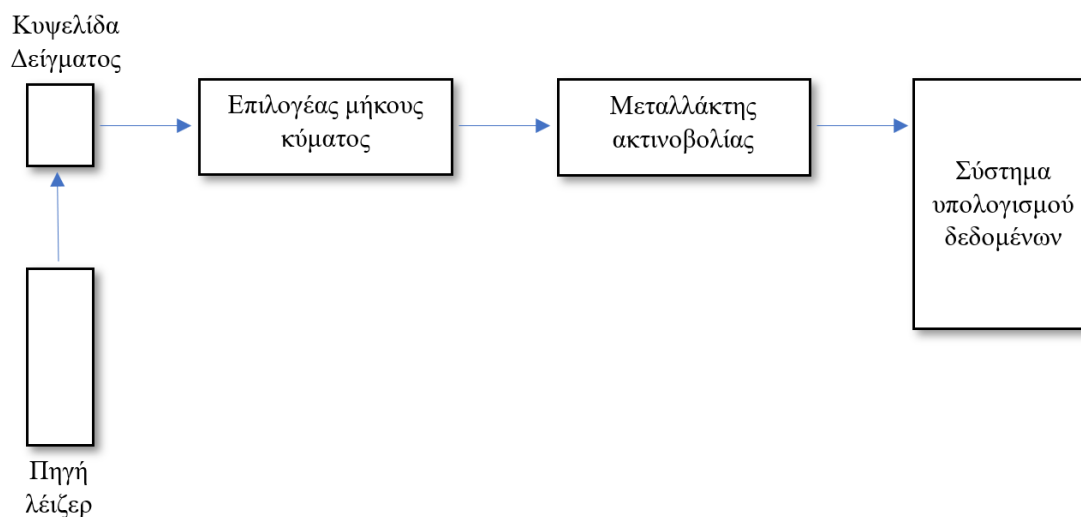 Κυψελίδα
Δείγματος
Επιλογέας μήκους
κύματος
Μεταλλάκτης
ακτινοβολίας
Σύστημα
υπολογισμού
δεδομένων
Πηγή
λέιζερ